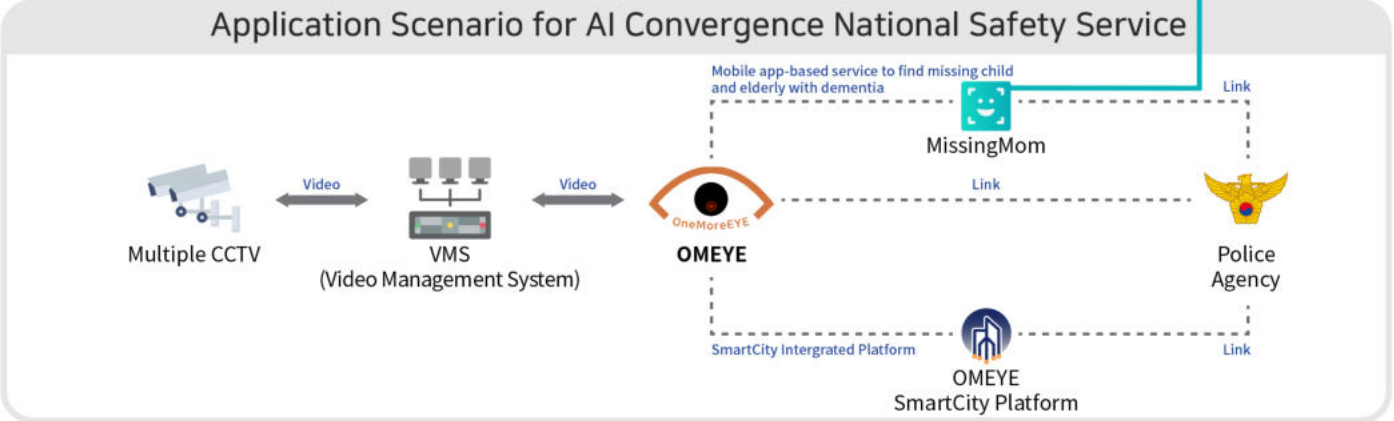 Application Scenario for AI Convergence National Safety Service
Mobile app-based service to find missing child
and elderly with dementia
Link
MissingMom
Video
Video
Link
OneMoreEYE
Multiple CCTV
VMS
(Video Management System)
OMEYE
Police
Agency
SmartCity Intergrated Platform
Link
OMEYE
SmartCity Platform